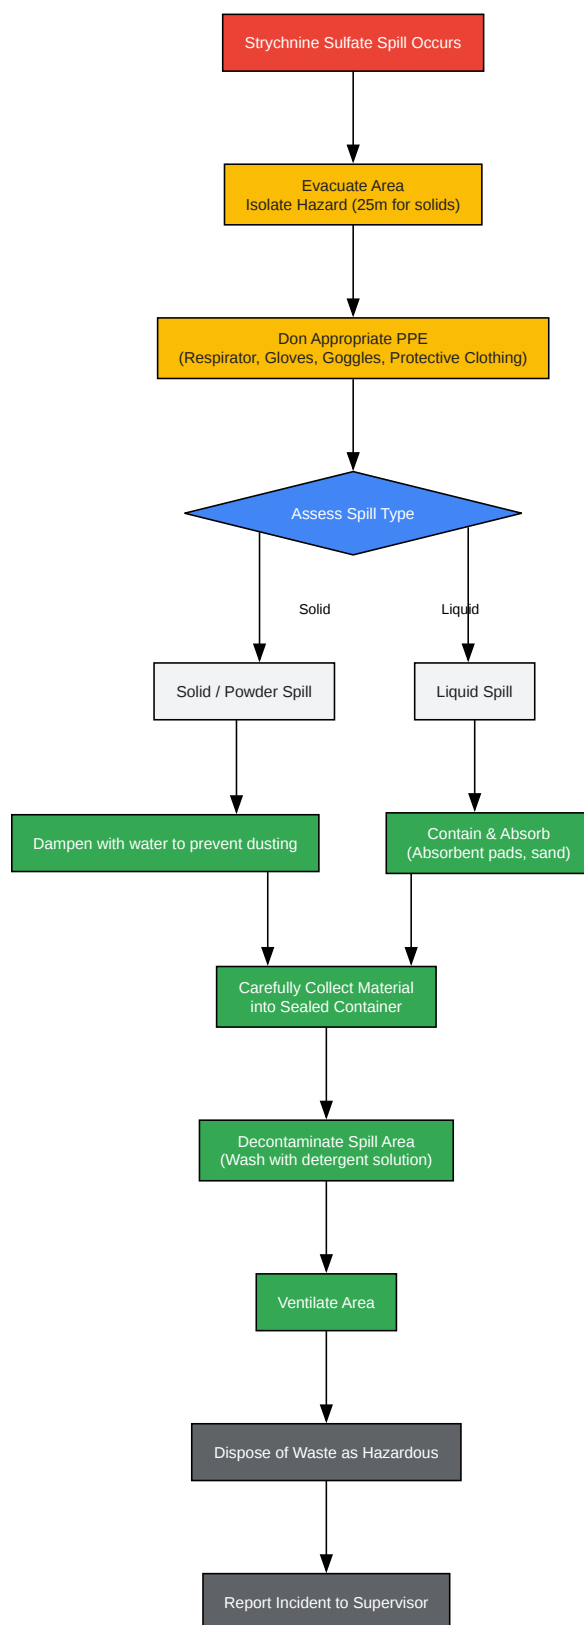 Strychnine Sulfate Spill Occurs
Evacuate Area
Isolate Hazard (25m for solids)
Don Appropriate PPE
(Respirator, Gloves, Goggles, Protective Clothing)
Assess Spill Type
Solid
Liquid
Solid / Powder Spill
Liquid Spill
Dampen with water to prevent dusting
Contain & Absorb
(Absorbent pads, sand)
Carefully Collect Material
into Sealed Container
Decontaminate Spill Area
(Wash with detergent solution)
Ventilate Area
Dispose of Waste as Hazardous
Report Incident to Supervisor